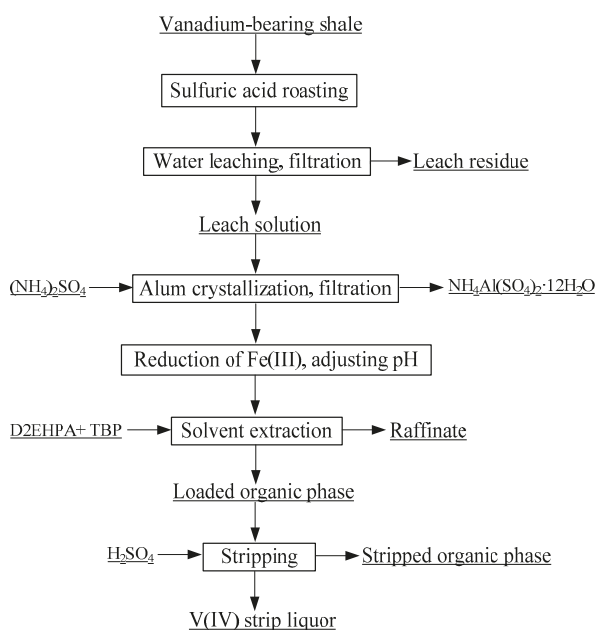 Vanadium-bearing shale
Sulfuric acid roasting
Water leaching, filtration
Leach residue
Leach solution
(NH₄)₂SO₄
Alum crystallization, filtration
NH₄Al(SO₄)₂·12H₂O
Reduction of Fe(III), adjusting pH
D2EHPA+ TBP
Solvent extraction
Raffinate
Loaded organic phase
H₂SO₄
Stripping
Stripped organic phase
V(IV) strip liquor